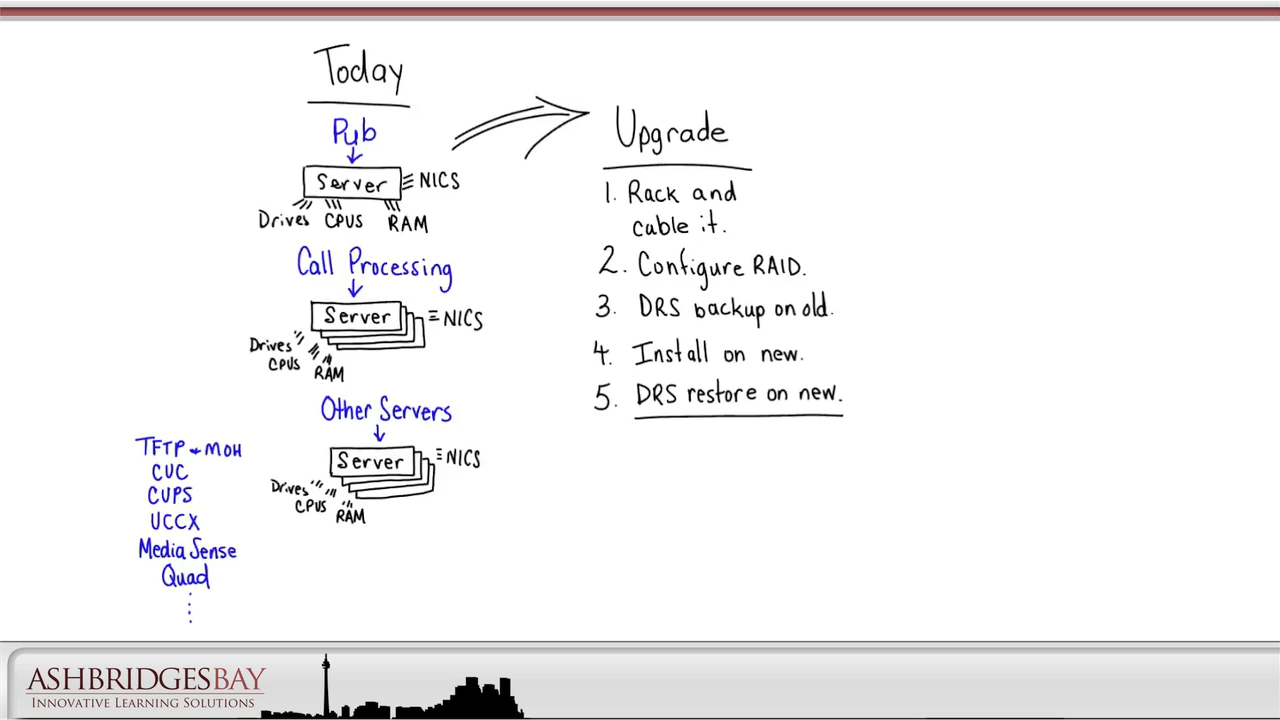 Today
Pub
Server
NICS
Drives CPUS RAM
Call Processing
Server
NICS
Drives
CPUS
RAM
Other Servers
Server
NICS
Drives
CPUS
RAM
TFTP & MOH
CUC
CUPS
UCCX
Media Sense
Quad
Upgrade
1. Rack and
cable it.
2. Configure RAID.
3. DRS backup on old.
4. Install on new.
5. DRS restore on new.
ASHBRIDGESBAY
INNOVATIVE LEARNING SOLUTIONS